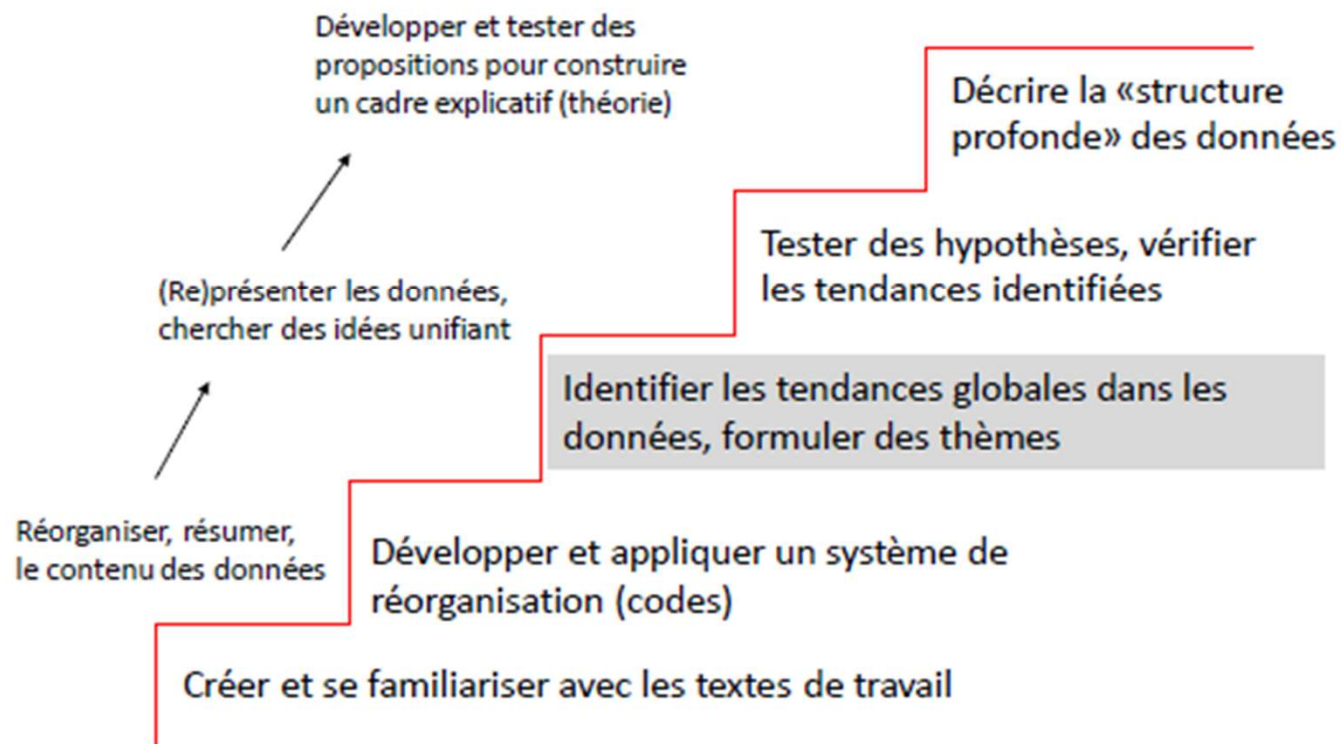 Développer et tester des
propositions pour construire
un cadre explicatif (théorie)
Décrire la «structure
profonde» des données
Tester des hypothèses, vérifier
les tendances identifiées
(Re)présenter les données,
chercher des idées unifiant
Identifier les tendances globales dans les
données, formuler des thèmes
Réorganiser, résumer,
le contenu des données
Développer et appliquer un système de
réorganisation (codes)
Créer et se familiariser avec les textes de travail